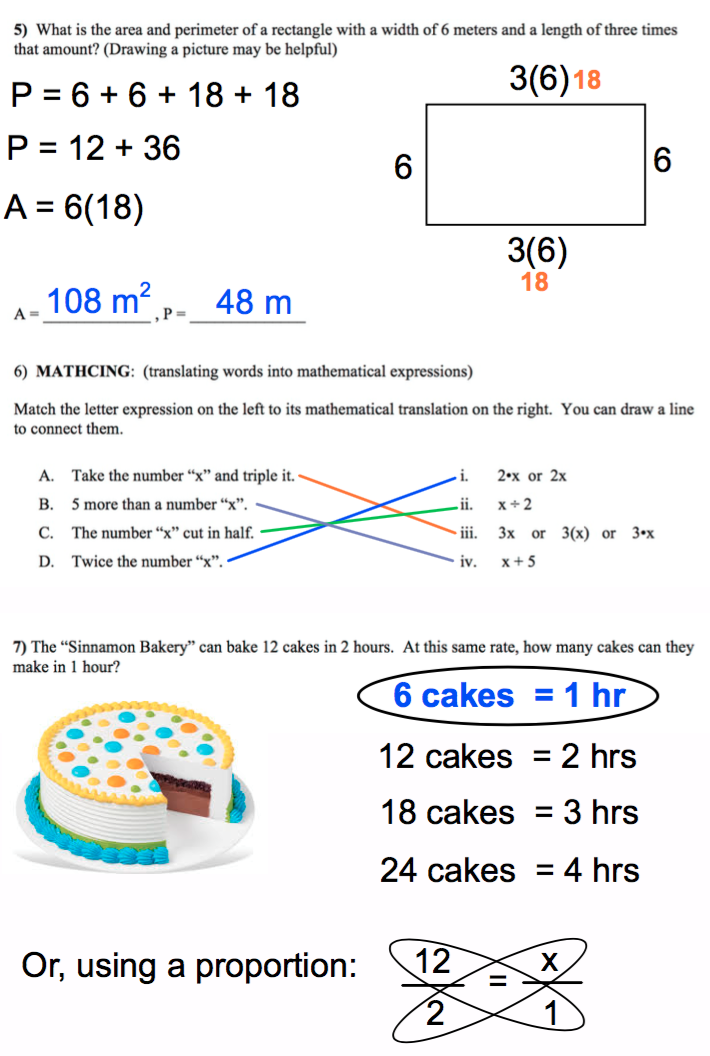 5) What is the area and perimeter of a rectangle with a width of 6 meters and a length of three times
that amount? (Drawing a picture may be helpful)
P = 6 + 6 + 18 + 18
P = 12 + 36
A = 6(18)
3(6) 18
6
6
3(6)
18
A = 108 m², P = 48 m
6) MATHCING: (translating words into mathematical expressions)
Match the letter expression on the left to its mathematical translation on the right. You can draw a line
to connect them.
A. Take the number “x” and triple it. i. 2•x or 2x
B. 5 more than a number “x”. ii. x ÷ 2
C. The number “x” cut in half. iii. 3x or 3(x) or 3•x
D. Twice the number “x”. iv. x + 5
7) The “Sinnamon Bakery” can bake 12 cakes in 2 hours. At this same rate, how many cakes can they
make in 1 hour?
6 cakes = 1 hr
12 cakes = 2 hrs
18 cakes = 3 hrs
24 cakes = 4 hrs
Or, using a proportion:
12 = x
2 1